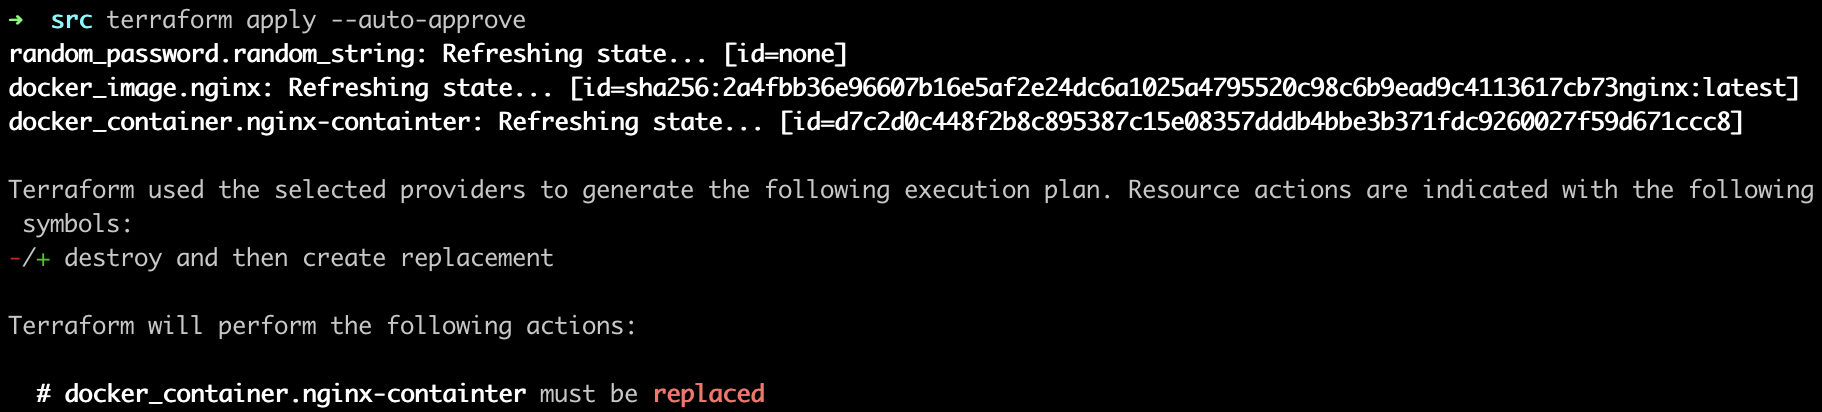 → src terraform apply --auto-approve
random_password.random_string: Refreshing state... [id=none]
docker_image.nginx: Refreshing state... [id=sha256:2a4fbb36e96607b16e5af2e24dc6a1025a4795520c98c6b9ead9c4113617cb73nginx:latest]
docker_container.nginx-containter: Refreshing state... [id=d7c2d0c448f2b8c895387c15e08357dddb4bbe3b371fdc9260027f59d671ccc8]
Terraform used the selected providers to generate the following execution plan. Resource actions are indicated with the following
symbols:
-/+ destroy and then create replacement
Terraform will perform the following actions:
# docker_container.nginx-containter must be replaced